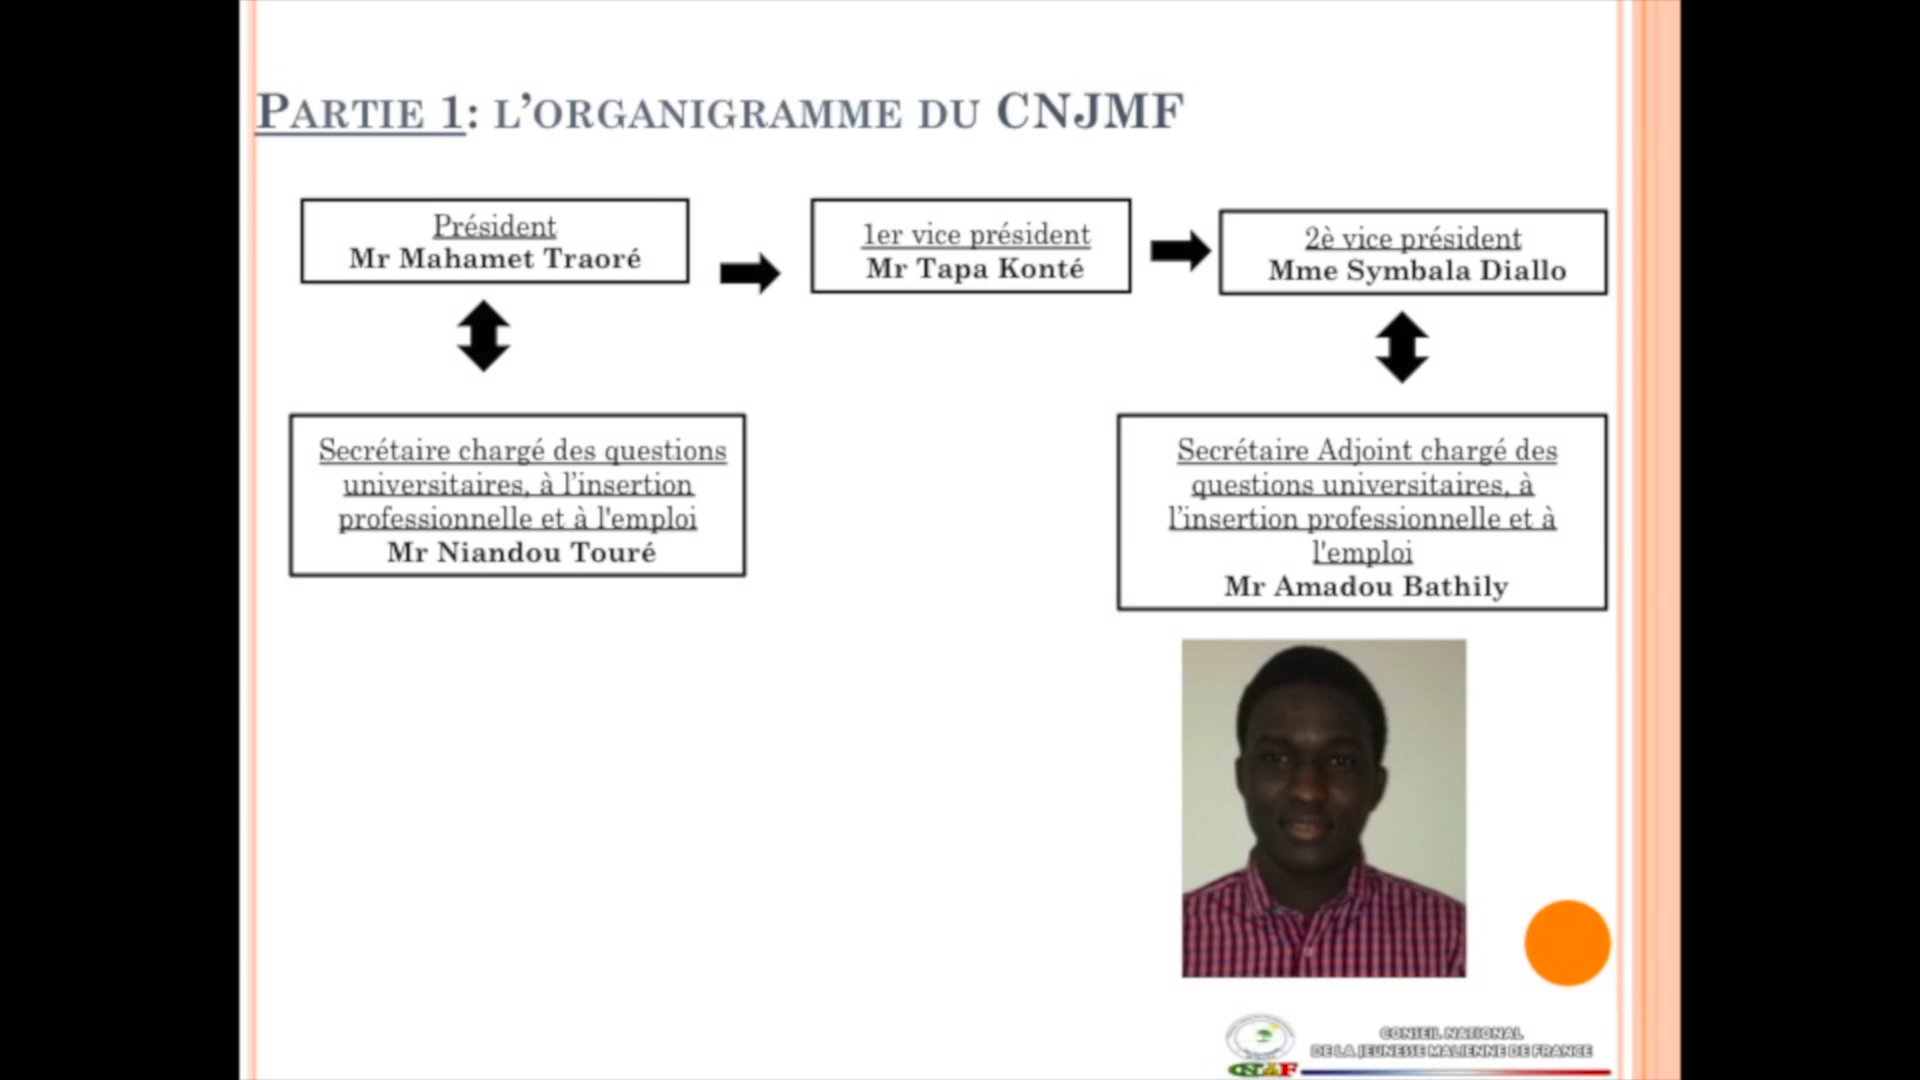 PARTIE 1: L’ORGANIGRAMME DU CNJMF
Président
Mr Mahamet Traoré
1er vice président
Mr Tapa Konté
2è vice président
Mme Symbala Diallo
Secrétaire chargé des questions
universitaires, à l’insertion
professionnelle et à l'emploi
Mr Niandou Touré
Secrétaire Adjoint chargé des
questions universitaires, à
l’insertion professionnelle et à
l'emploi
Mr Amadou Bathily
CONSEIL NATIONAL
DE LA JEUNESSE MALIENNE DE FRANCE